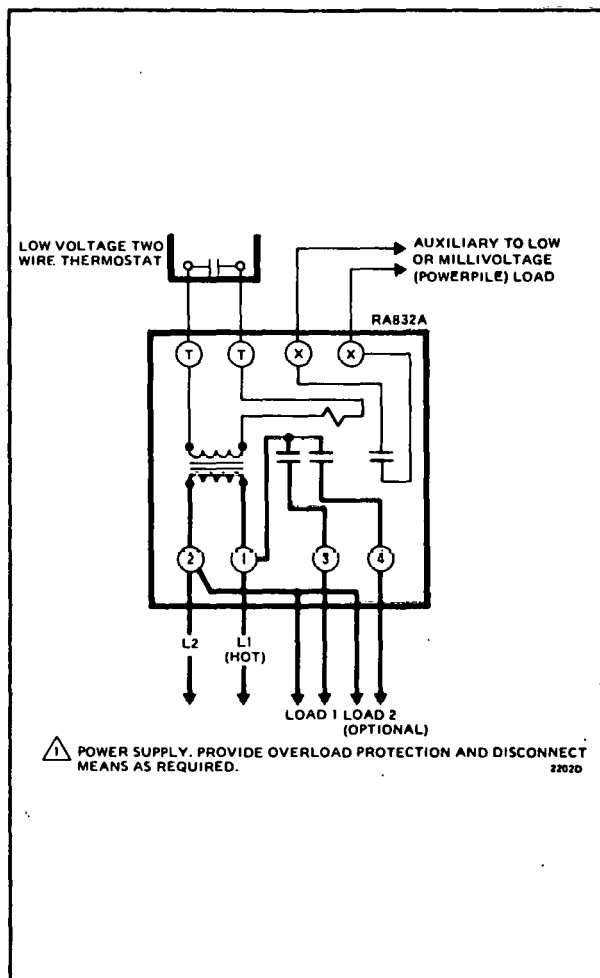 LOW VOLTAGE TWO
WIRE THERMOSTAT
AUXILIARY TO LOW
OR MILLIVOLTAGE
(POWERPILE) LOAD
RA832A
T T X X
2 1 3 4
L2
L1
(HOT)
LOAD 1 LOAD 2
(OPTIONAL)
1 POWER SUPPLY. PROVIDE OVERLOAD PROTECTION AND DISCONNECT
MEANS AS REQUIRED.
2202D